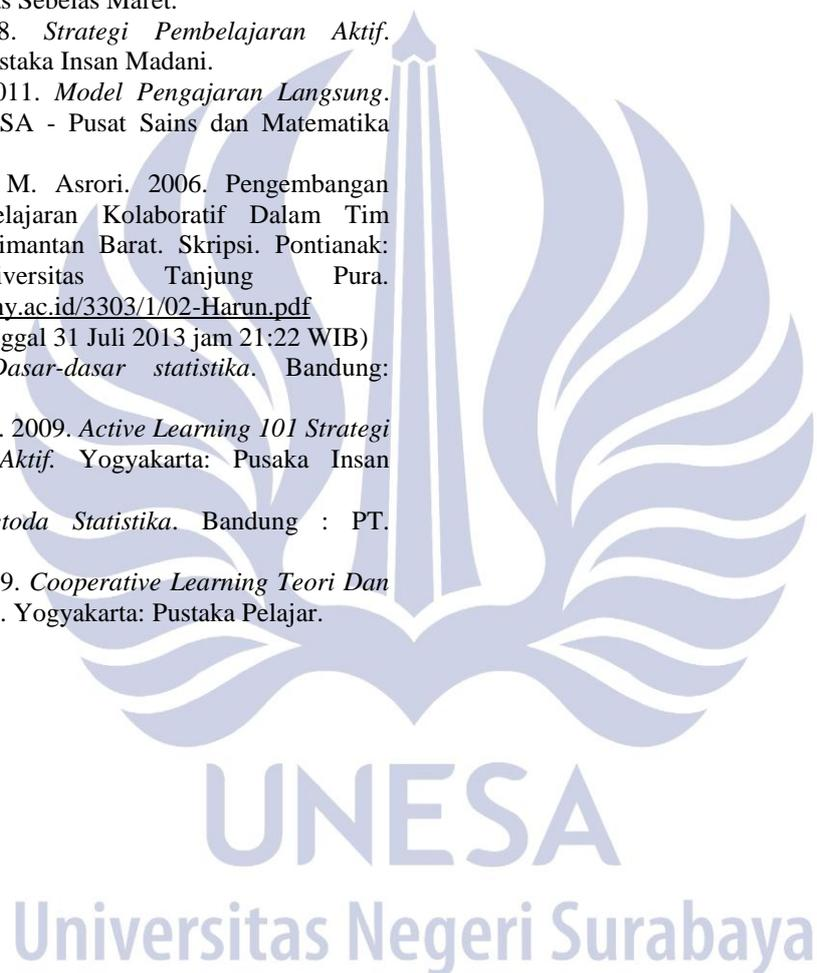 s Sebelas Maret.
8. Strategi Pembelajaran Aktif.
staka Insan Madani.
011. Model Pengajaran Langsung.
SA - Pusat Sains dan Matematika
M. Asrori. 2006. Pengembangan
elajaran Kolaboratif Dalam Tim
imantan Barat. Skripsi. Pontianak:
iversitas Tanjung Pura.
ny.ac.id/3303/1/02-Harun.pdf
ggal 31 Juli 2013 jam 21:22 WIB)
Dasar-dasar statistika. Bandung:
. 2009. Active Learning 101 Strategi
Aktif. Yogyakarta: Pusaka Insan
etoda Statistika. Bandung : PT.
9. Cooperative Learning Teori Dan
. Yogyakarta: Pustaka Pelajar.
UNESA
Universitas Negeri Surabaya